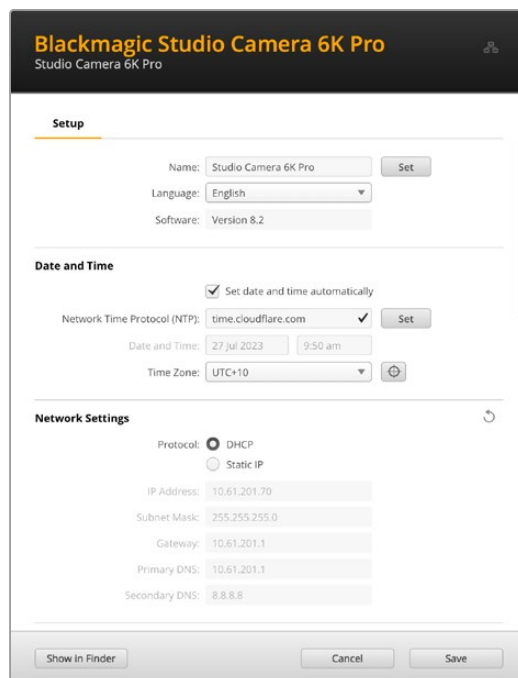 Blackmagic Studio Camera 6K Pro
Studio Camera 6K Pro
Setup
Name: Studio Camera 6K Pro Set
Language: English
Software: Version 8.2
Date and Time
Set date and time automatically
Network Time Protocol (NTP): time.cloudflare.com Set
Date and Time: 27 Jul 2023 9:50 am
Time Zone: UTC+10
Network Settings
Protocol: DHCP
Static IP
IP Address: 10.61.201.70
Subnet Mask: 255.255.255.0
Gateway: 10.61.201.1
Primary DNS: 10.61.201.1
Secondary DNS: 8.8.8.8
Show in Finder Cancel Save